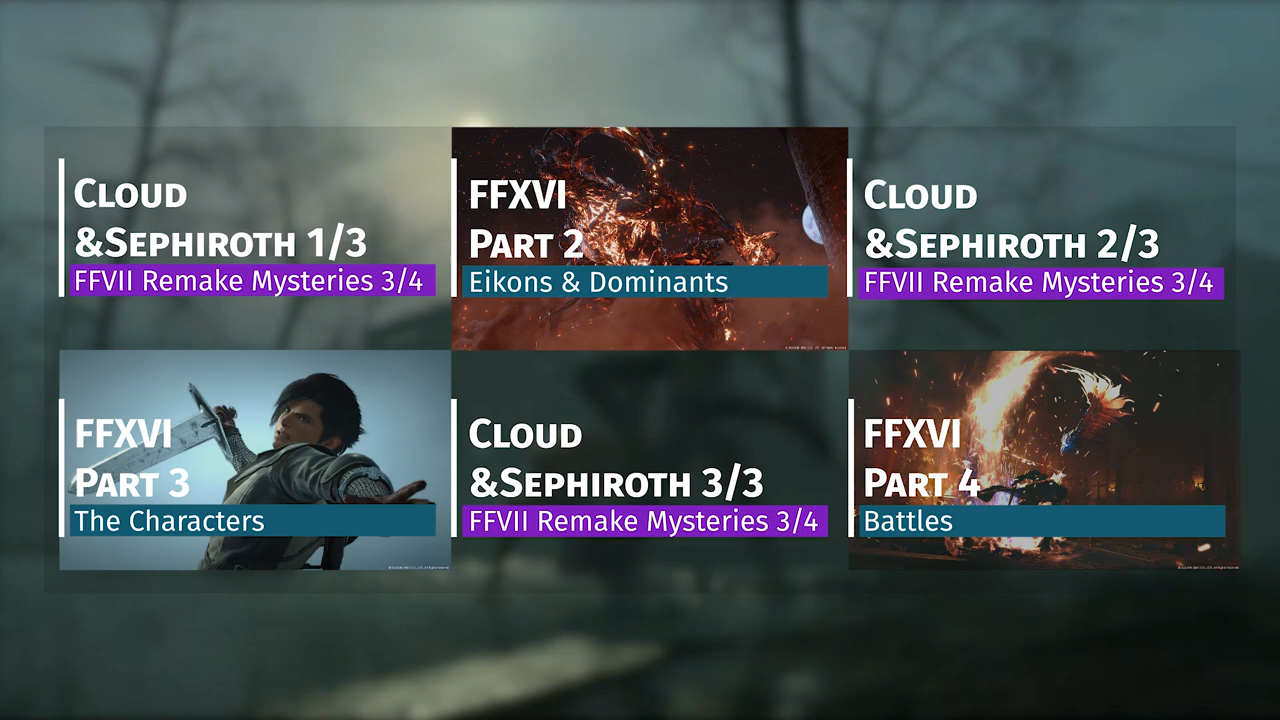 Cloud
&Sephiroth 1/3
FFVII Remake Mysteries 3/4
FFXVI
Part 2
Eikons & Dominants
Cloud
&Sephiroth 2/3
FFVII Remake Mysteries 3/4
FFXVI
Part 3
The Characters
Cloud
&Sephiroth 3/3
FFVII Remake Mysteries 3/4
FFXVI
Part 4
Battles